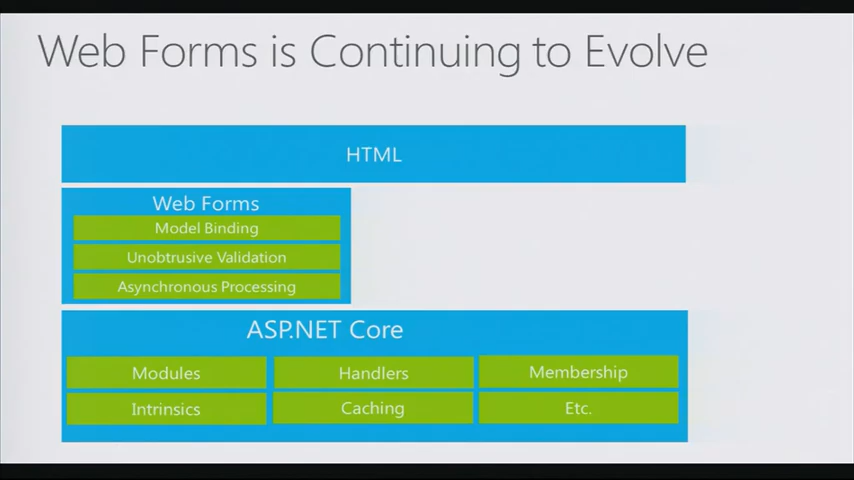 Web Forms is Continuing to Evolve
HTML
Web Forms
Model Binding
Unobtrusive Validation
Asynchronous Processing
ASP.NET Core
Modules
Handlers
Membership
Intrinsics
Caching
Etc.